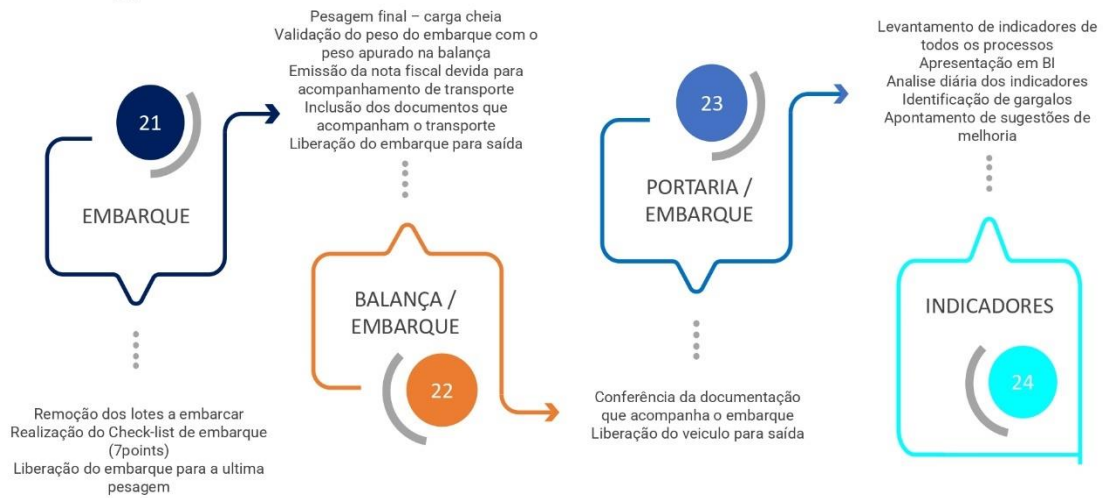 21
EMBARQUE
Remoção dos lotes a embarcar
Realização do Check-list de embarque
(7points)
Liberação do embarque para a ultima
pesagem
Pesagem final – carga cheia
Validação do peso do embarque com o
peso apurado na balança
Emissão da nota fiscal devida para
acompanhamento de transporte
Inclusão dos documentos que
acompanham o transporte
Liberação do embarque para saída
BALANÇA /
EMBARQUE
22
23
PORTARIA /
EMBARQUE
Conferência da documentação
que acompanha o embarque
Liberação do veiculo para saída
Levantamento de indicadores de
todos os processos
Apresentação em BI
Analise diária dos indicadores
Identificação de gargalos
Apontamento de sugestões de
melhoria
INDICADORES
24